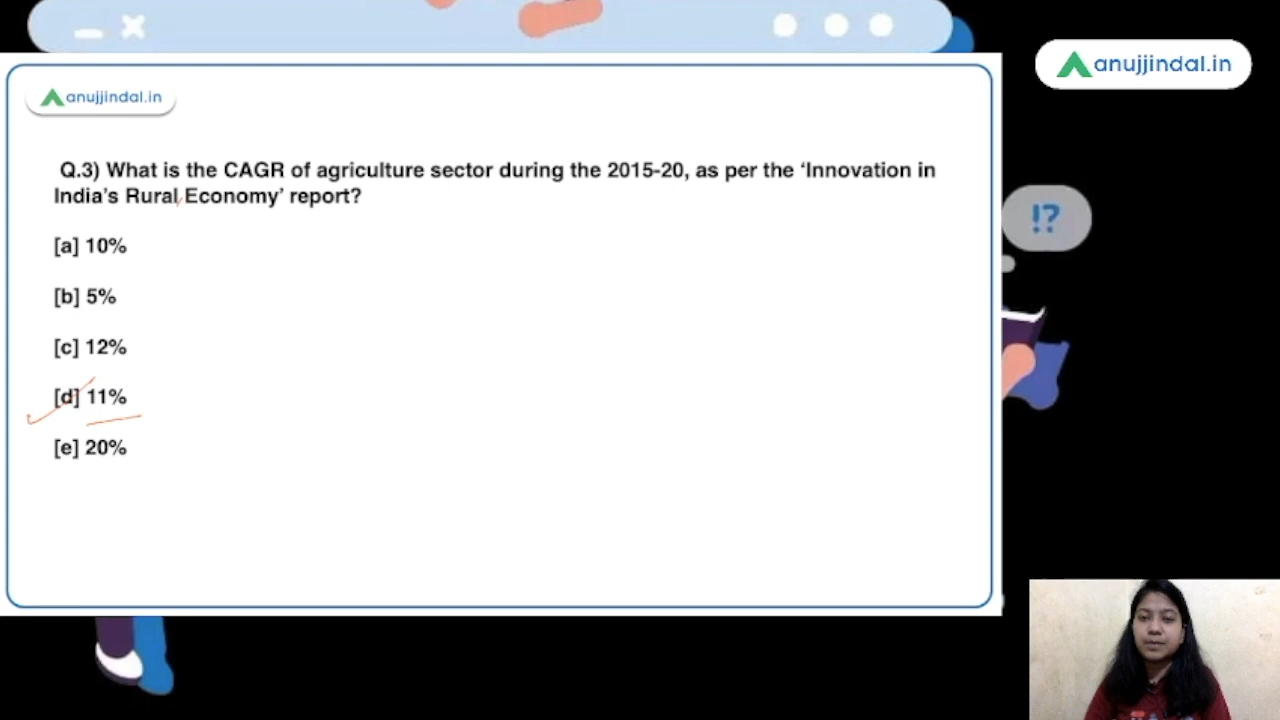 anujjindal.in
anujjindal.in
Q.3) What is the CAGR of agriculture sector during the 2015-20, as per the ‘Innovation in
India’s Rural Economy’ report?
!?
[a] 10%
[b] 5%
[c] 12%
[d] 11%
[e] 20%